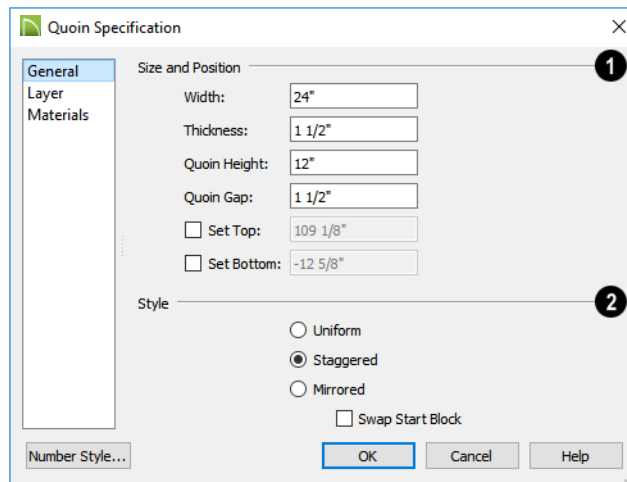 Quoin Specification
General
Layer
Materials
Size and Position
1
Width: 24"
Thickness: 1 1/2"
Quoin Height: 12"
Quoin Gap: 1 1/2"
Set Top: 109 1/8"
Set Bottom: -12 5/8"
Style
2
Uniform
Staggered
Mirrored
Swap Start Block
Number Style... OK Cancel Help